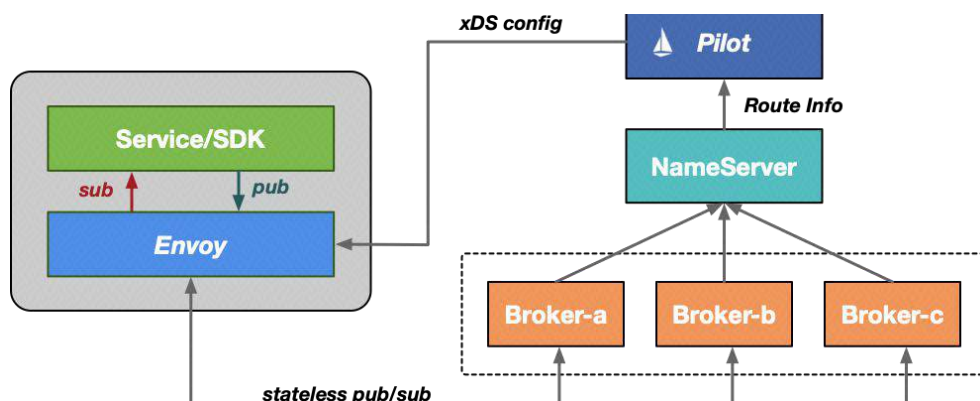 xDS config
Pilot
Route Info
Service/SDK
NameServer
sub
pub
Envoy
Broker-a
Broker-b
Broker-c
stateless pub/sub